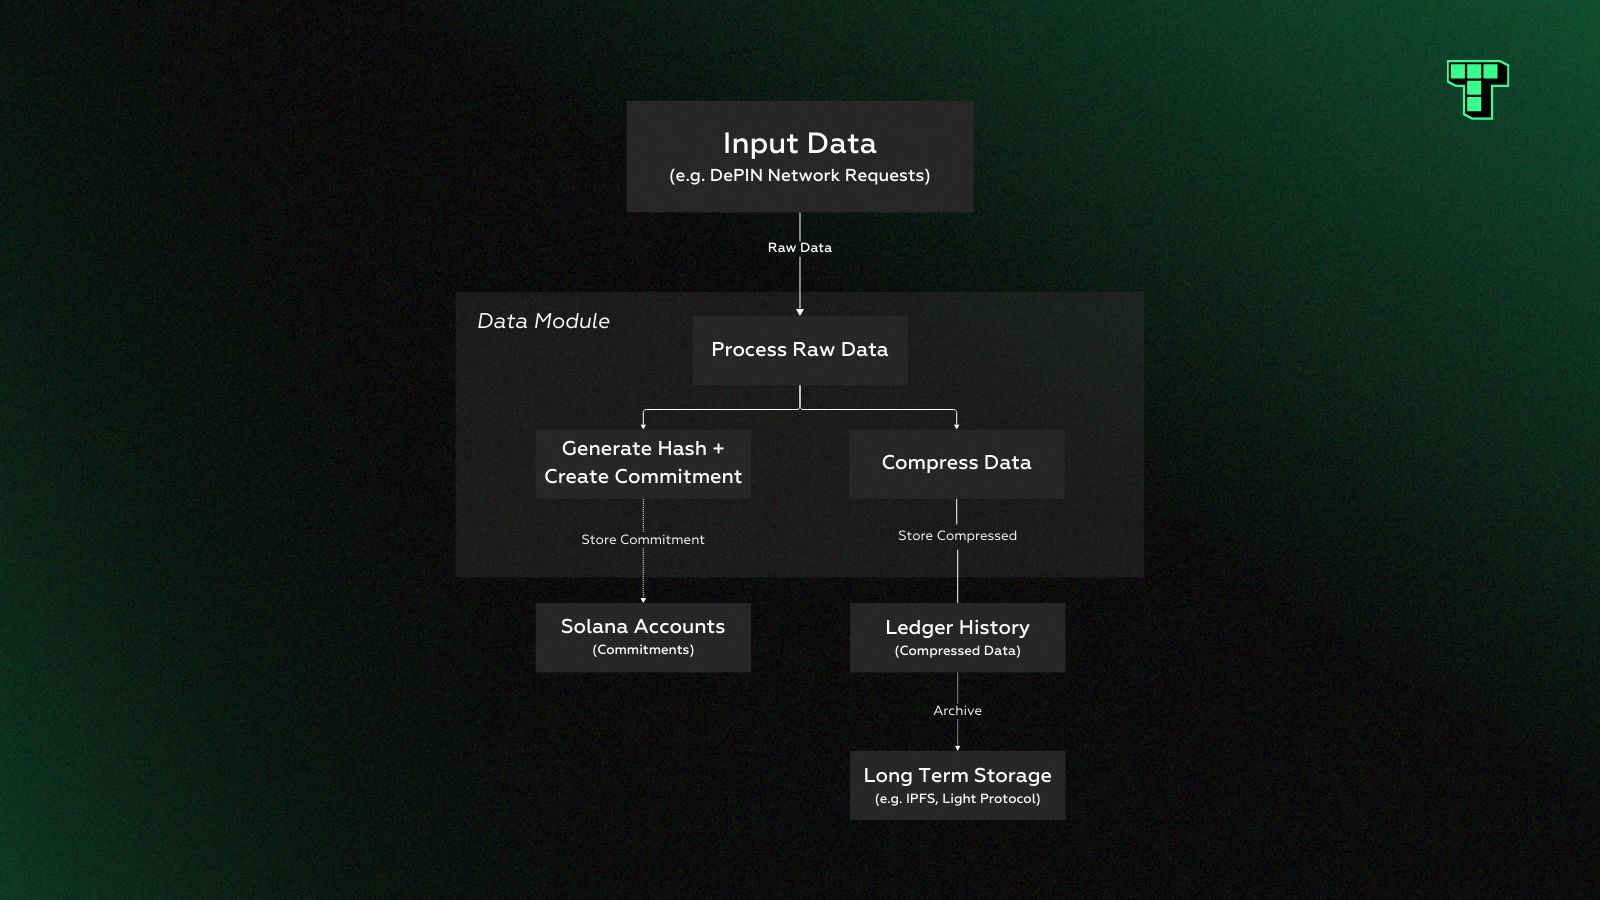 Input Data
(e.g. DePIN Network Requests)
Raw Data
Data Module
Process Raw Data
Generate Hash +
Create Commitment
Compress Data
Store Commitment
Store Compressed
Solana Accounts
(Commitments)
Ledger History
(Compressed Data)
Archive
Long Term Storage
(e.g. IPFS, Light Protocol)